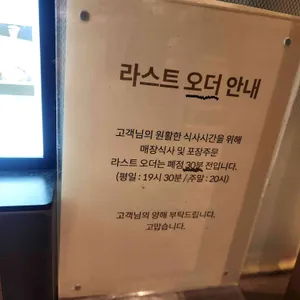 라스트 오더 안내
고객님의 원활한 식사시간을 위해
매장식사 및 포장주문
라스트 오더는 폐점 30분 전입니다.
(평일 : 19시 30분 / 주말 : 20시)
고객님의 양해 부탁드립니다.
고맙습니다.